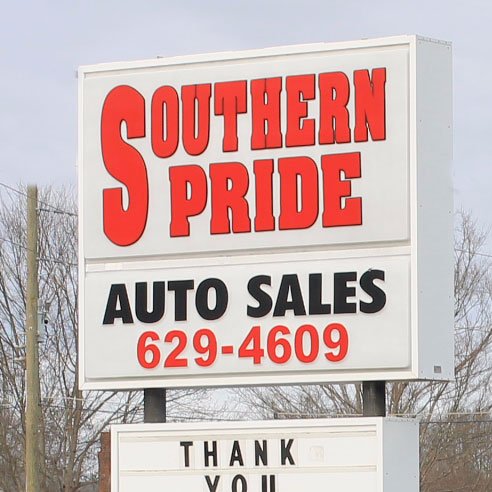 SOUTHERN
PRIDE
AUTO SALES
629-4609
THANK
YOU